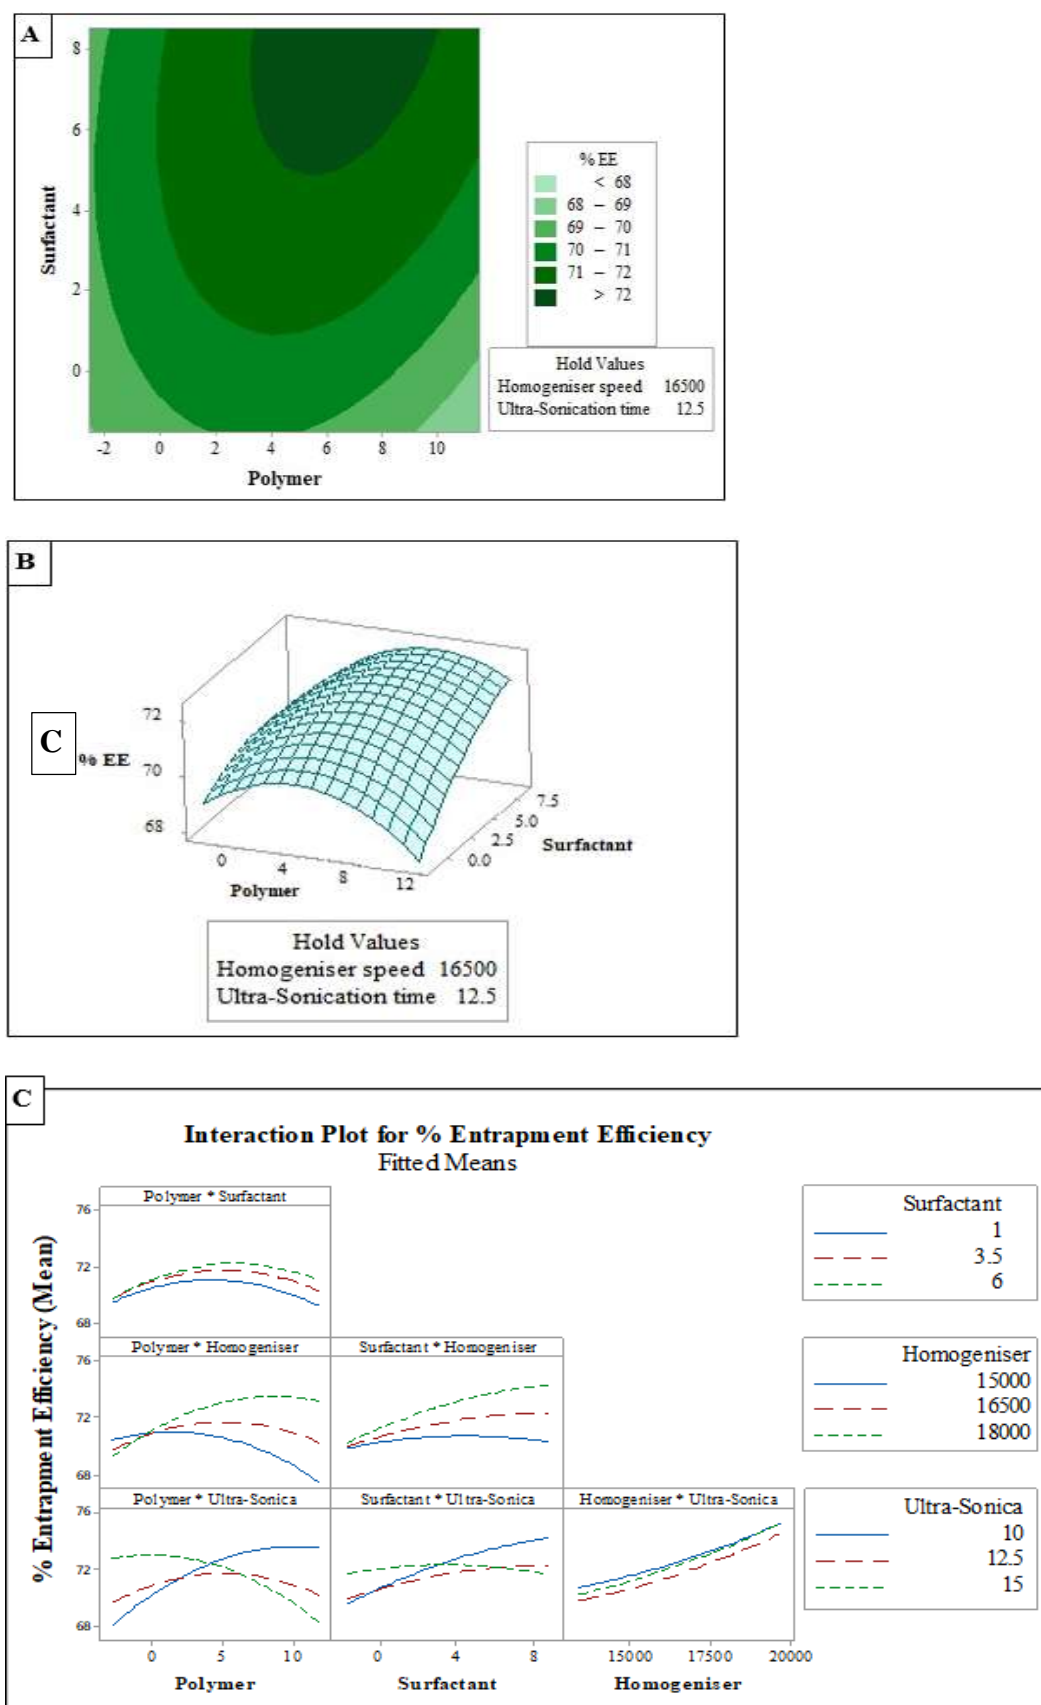 A
8
6
4
2
0
Surfactant
-2 0 2 4 6 8 10
Polymer
% EE
< 68
68 – 69
69 – 70
70 – 71
71 – 72
> 72
Hold Values
Homogeniser speed 16500
Ultra-Sonication time 12.5
B
C
72
% EE
70
68
0
4
8
12
Polymer
7.5
5.0
2.5
0.0
Surfactant
Hold Values
Homogeniser speed 16500
Ultra-Sonication time 12.5
C
Interaction Plot for % Entrapment Efficiency
Fitted Means
% Entrapment Efficiency (Mean)
Polymer * Surfactant
76
72
68
Polymer * Homogeniser Surfactant * Homogeniser
76
72
68
Polymer * Ultra-Sonica Surfactant * Ultra-Sonica Homogeniser * Ultra-Sonica
76
72
68
0 5 10 0 4 8 15000 17500 20000
Polymer Surfactant Homogeniser
Surfactant
1
3.5
6
Homogeniser
15000
16500
18000
Ultra-Sonica
10
12.5
15